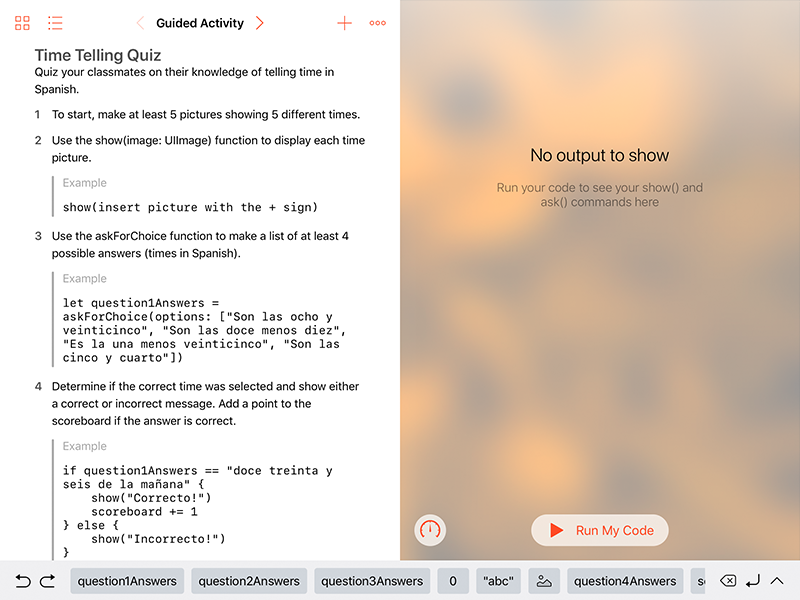 Guided Activity
Time Telling Quiz
Quiz your classmates on their knowledge of telling time in
Spanish.
1 To start, make at least 5 pictures showing 5 different times.
2 Use the show(image: UIImage) function to display each time
picture.
Example
show(insert picture with the + sign)
3 Use the askForChoice function to make a list of at least 4
possible answers (times in Spanish).
Example
let question1Answers =
askForChoice(options: ["Son las ocho y
veinticinco", "Son las doce menos diez",
"Es la una menos veinticinco", "Son las
cinco y cuarto"])
4 Determine if the correct time was selected and show either
a correct or incorrect message. Add a point to the
scoreboard if the answer is correct.
Example
if question1Answers == "doce treinta y
seis de la mañana" {
show("Correcto!")
scoreboard += 1
} else {
show("Incorrecto!")
}
No output to show
Run your code to see your show() and
ask() commands here
Run My Code
question1Answers question2Answers question3Answers 0 "abc" question4Answers